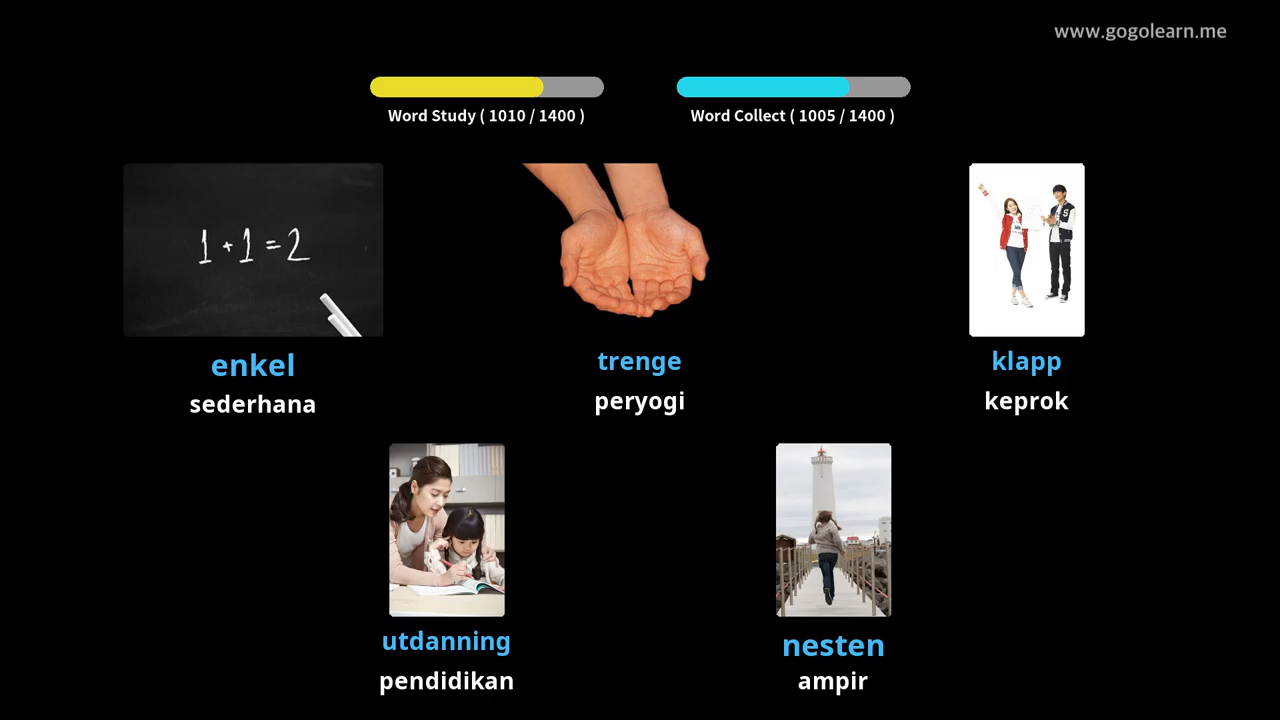 www.gogolearn.me
Word Study ( 1010 / 1400 )
Word Collect ( 1005 / 1400 )
1 + 1 = 2
enkel
sederhana
trenge
peryogi
klapp
keprok
utdanning
pendidikan
nesten
ampir